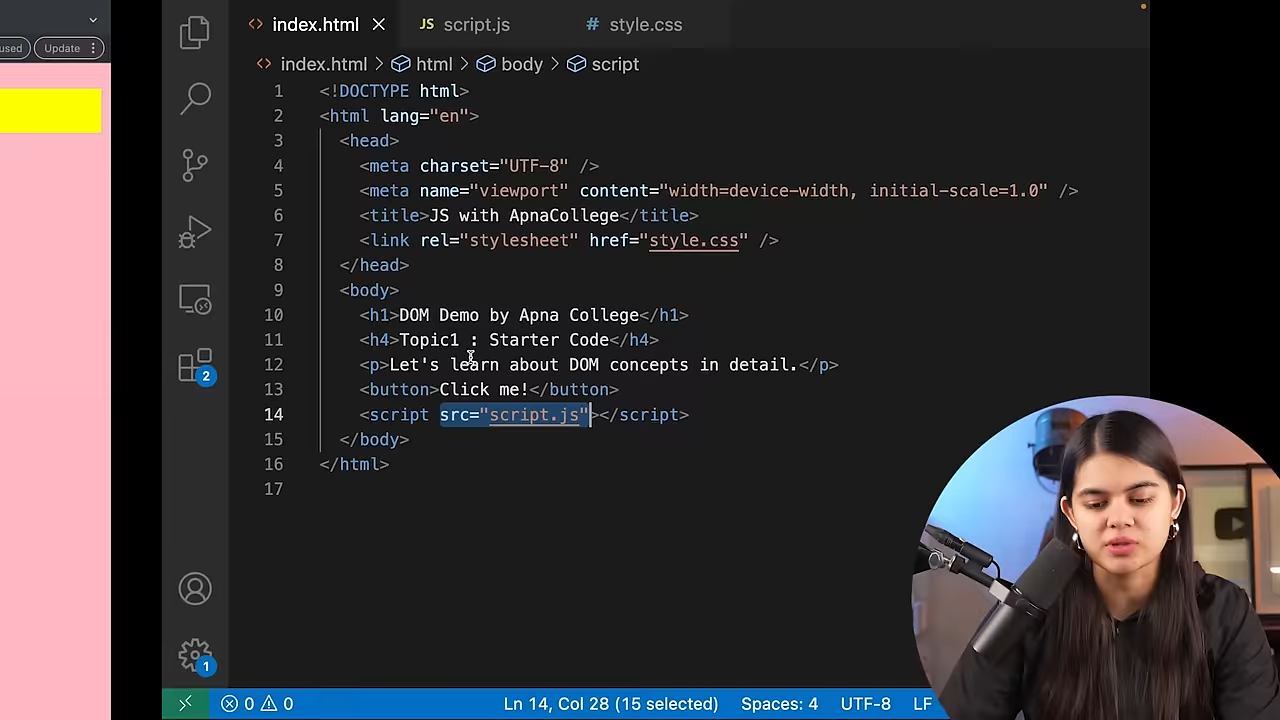 used
Update
index.html
JS script.js
# style.css
index.html > html > body > script
1 <!DOCTYPE html>
2 <html lang="en">
3 <head>
4 <meta charset="UTF-8" />
5 <meta name="viewport" content="width=device-width, initial-scale=1.0" />
6 <title>JS with ApnaCollege</title>
7 <link rel="stylesheet" href="style.css" />
8 </head>
9 <body>
10 <h1>DOM Demo by Apna College</h1>
11 <h4>Topic1 : Starter Code</h4>
12 <p>Let's learn about DOM concepts in detail.</p>
13 <button>Click me!</button>
14 <script src="script.js"></script>
15 </body>
16 </html>
17
2
1
0 0 Ln 14, Col 28 (15 selected) Spaces: 4 UTF-8 LF